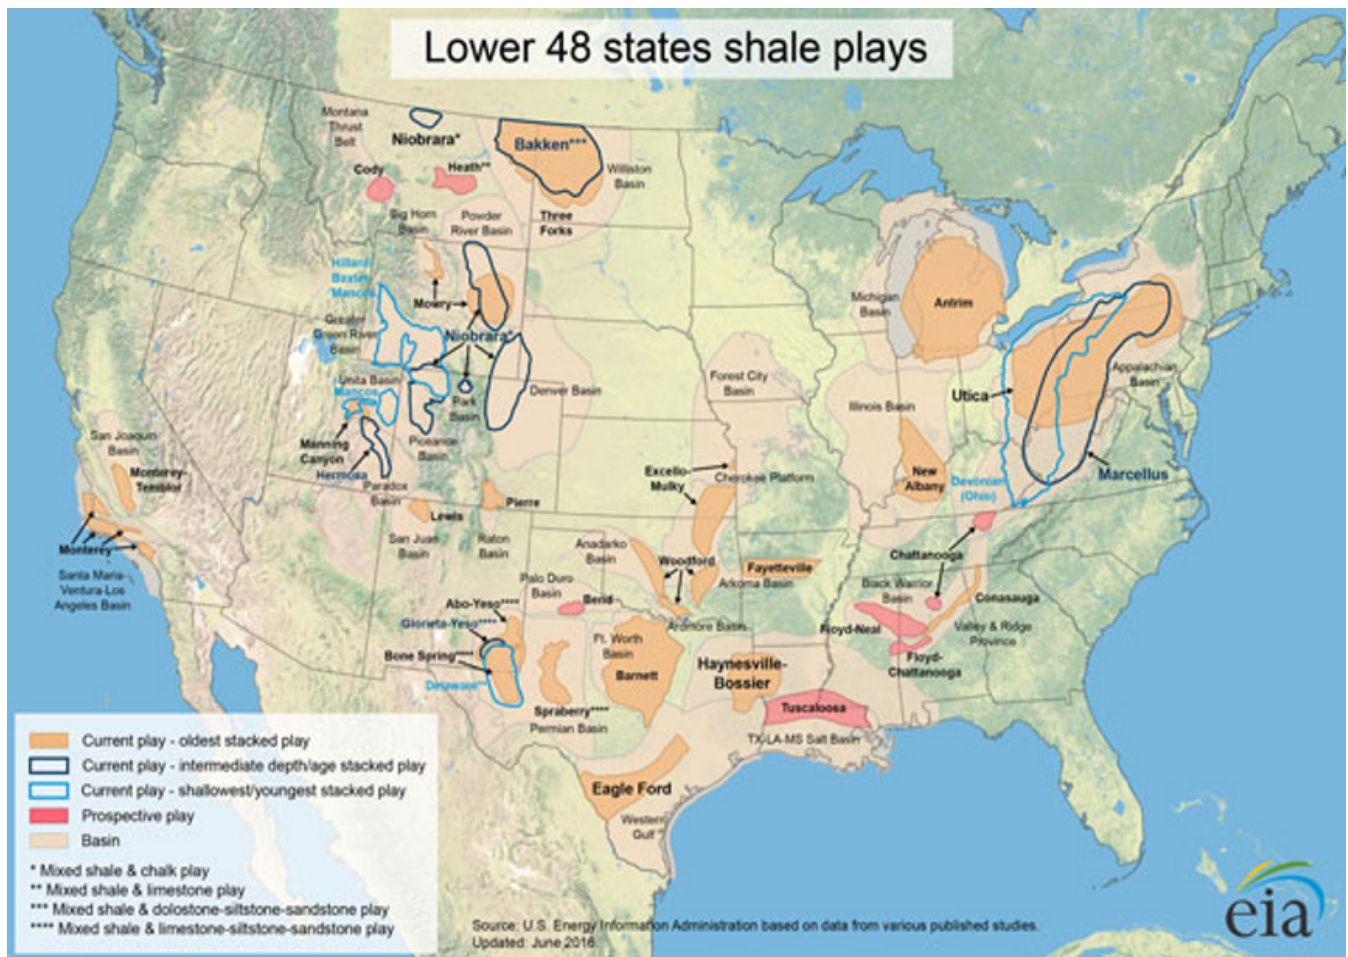 Lower 48 states shale plays
Montana
Thrust
Belt
Niobrara*
Bakken***
Cody
Heath**
Williston
Basin
Big Horn
Basin
Powder
River Basin
Three
Forks
Hilliard-
Baxter-
Mancos
Mowry
Michigan
Basin
Antrim
Greater
Green River
Basin
Niobrara*
Appalachian
Basin
Uinta Basin
Mancos
Park
Basin
Denver Basin
Forest City
Basin
Utica
Illinois Basin
San Joaquin
Basin
Manning
Canyon
Piceance
Basin
Hermosa
Monterey-
Temblor
Paradox
Basin
Excello-
Mulky
Cherokee Platform
New
Albany
Devonian
(Ohio)
Marcellus
Pierre
Lewis
Monterey
San Juan
Basin
Raton
Basin
Anadarko
Basin
Woodford
Fayetteville
Chattanooga
Santa Maria-
Ventura-Los
Angeles Basin
Palo Duro
Basin
Bend
Arkoma Basin
Black Warrior
Basin
Conasauga
Abo-Yeso****
Glorieta-Yeso****
Ardmore Basin
Floyd-Neal
Valley & Ridge
Province
Bone Spring****
Ft. Worth
Basin
Haynesville-
Bossier
Floyd-
Chattanooga
Delaware**
Barnett
Spraberry****
Permian Basin
Tuscaloosa
TX-LA-MS Salt Basin
Eagle Ford
Western
Gulf
Current play - oldest stacked play
Current play - intermediate depth/age stacked play
Current play - shallowest/youngest stacked play
Prospective play
Basin
* Mixed shale & chalk play
** Mixed shale & limestone play
*** Mixed shale & dolostone-siltstone-sandstone play
**** Mixed shale & limestone-siltstone-sandstone play
Source: U.S. Energy Information Administration based on data from various published studies.
Updated: June 2016
eia